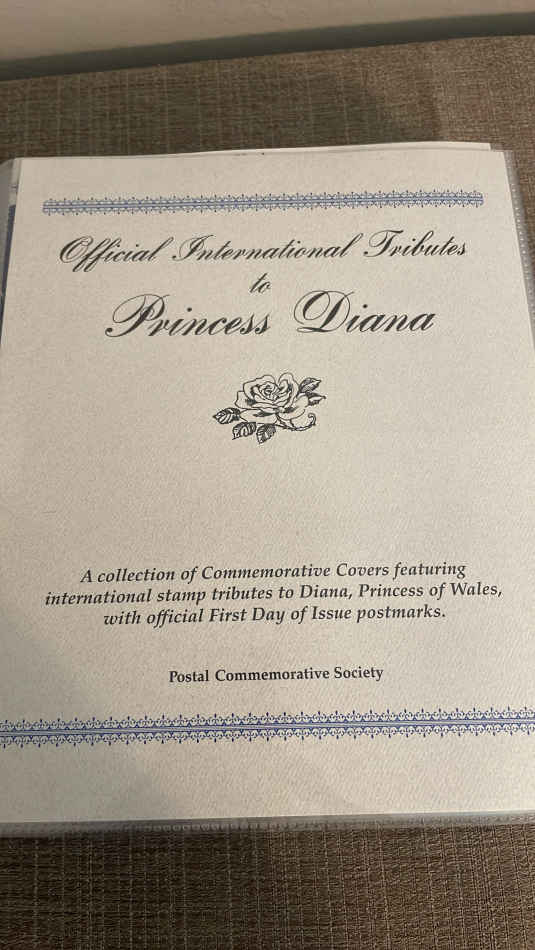 Official International Tributes
to
Princess Diana
A collection of Commemorative Covers featuring
international stamp tributes to Diana, Princess of Wales,
with official First Day of Issue postmarks.
Postal Commemorative Society